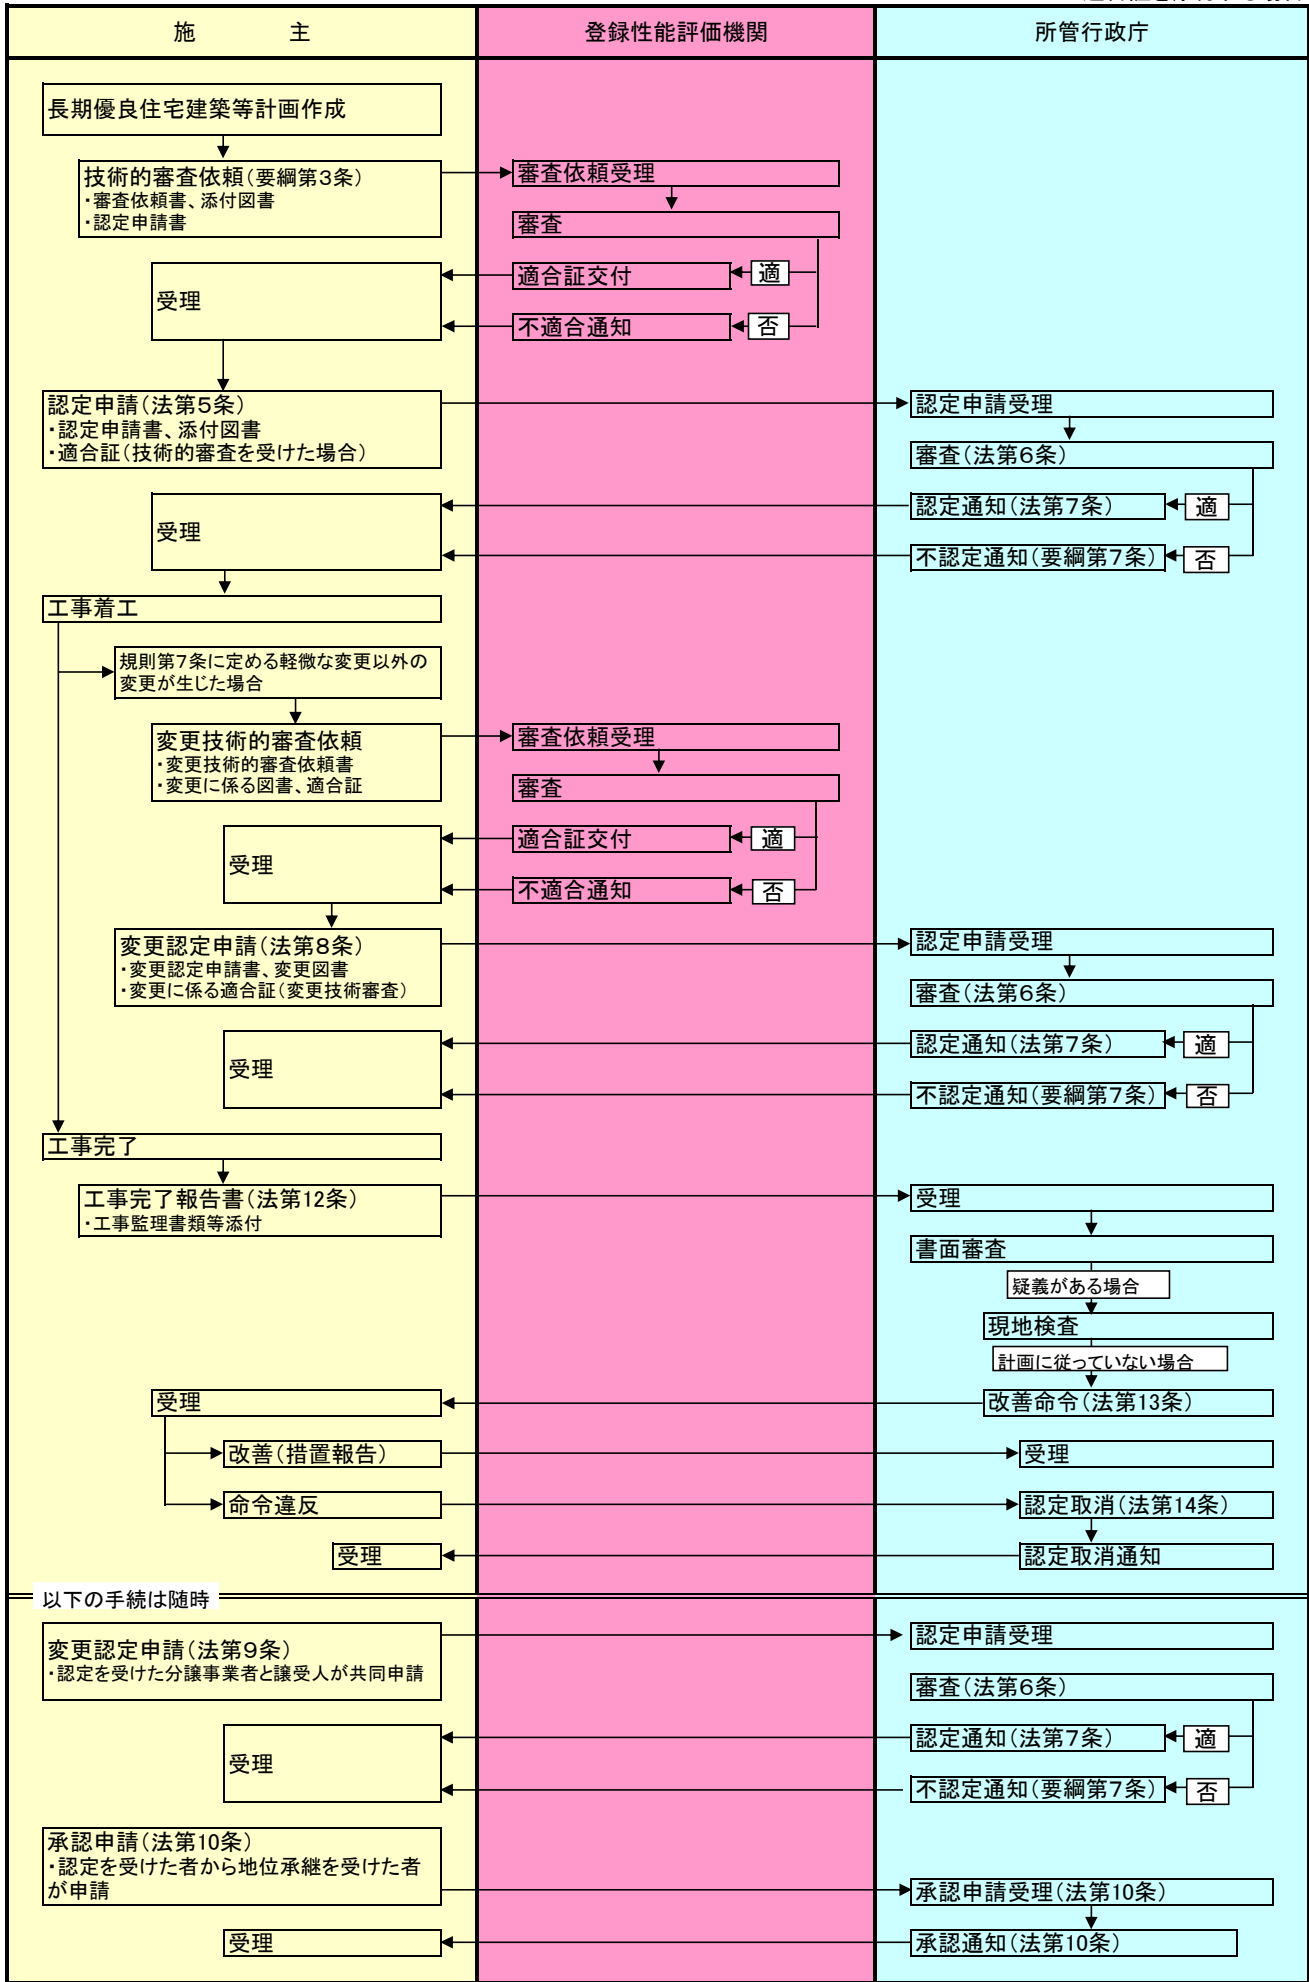 施　　　主
登録性能評価機関
所管行政庁
長期優良住宅建築等計画作成
技術的審査依頼(要綱第3条)
・審査依頼書、添付図書
・認定申請書
審査依頼受理
審査
適合証交付
適
受理
不適合通知
否
認定申請(法第5条)
・認定申請書、添付図書
・適合証(技術的審査を受けた場合)
認定申請受理
審査(法第6条)
認定通知(法第7条)
適
受理
不認定通知(要綱第7条)
否
工事着工
規則第7条に定める軽微な変更以外の
変更が生じた場合
変更技術的審査依頼
・変更技術的審査依頼書
・変更に係る図書、適合証
審査依頼受理
審査
適合証交付
適
受理
不適合通知
否
変更認定申請(法第8条)
・変更認定申請書、変更図書
・変更に係る適合証(変更技術審査)
認定申請受理
審査(法第6条)
認定通知(法第7条)
適
受理
不認定通知(要綱第7条)
否
工事完了
工事完了報告書(法第12条)
・工事監理書類等添付
受理
書面審査
疑義がある場合
現地検査
計画に従っていない場合
受理
改善命令(法第13条)
改善(措置報告)
受理
命令違反
認定取消(法第14条)
受理
認定取消通知
以下の手続は随時
変更認定申請(法第9条)
・認定を受けた分譲事業者と譲受人が共同申請
認定申請受理
審査(法第6条)
認定通知(法第7条)
適
受理
不認定通知(要綱第7条)
否
承認申請(法第10条)
・認定を受けた者から地位承継を受けた者
が申請
承認申請受理(法第10条)
受理
承認通知(法第10条)